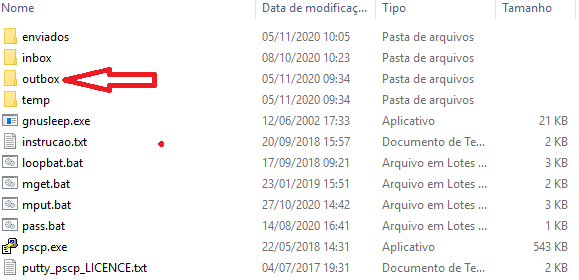 Nome Data de modificaç... Tipo Tamanho
enviados 05/11/2020 10:05 Pasta de arquivos
inbox 08/10/2020 10:23 Pasta de arquivos
outbox 05/11/2020 09:34 Pasta de arquivos
temp 05/11/2020 09:34 Pasta de arquivos
gnusleep.exe 12/06/2002 17:33 Aplicativo 21 KB
instrucao.txt 20/09/2018 15:57 Documento de Te... 2 KB
loopbat.bat 17/09/2018 09:21 Arquivo em Lotes ... 3 KB
mget.bat 23/01/2019 15:51 Arquivo em Lotes ... 2 KB
mput.bat 27/10/2020 14:42 Arquivo em Lotes ... 3 KB
pass.bat 14/08/2020 16:41 Arquivo em Lotes ... 1 KB
pscp.exe 22/05/2018 14:31 Aplicativo 543 KB
putty_pscp_LICENCE.txt 04/07/2017 19:31 Documento de Te... 2 KB